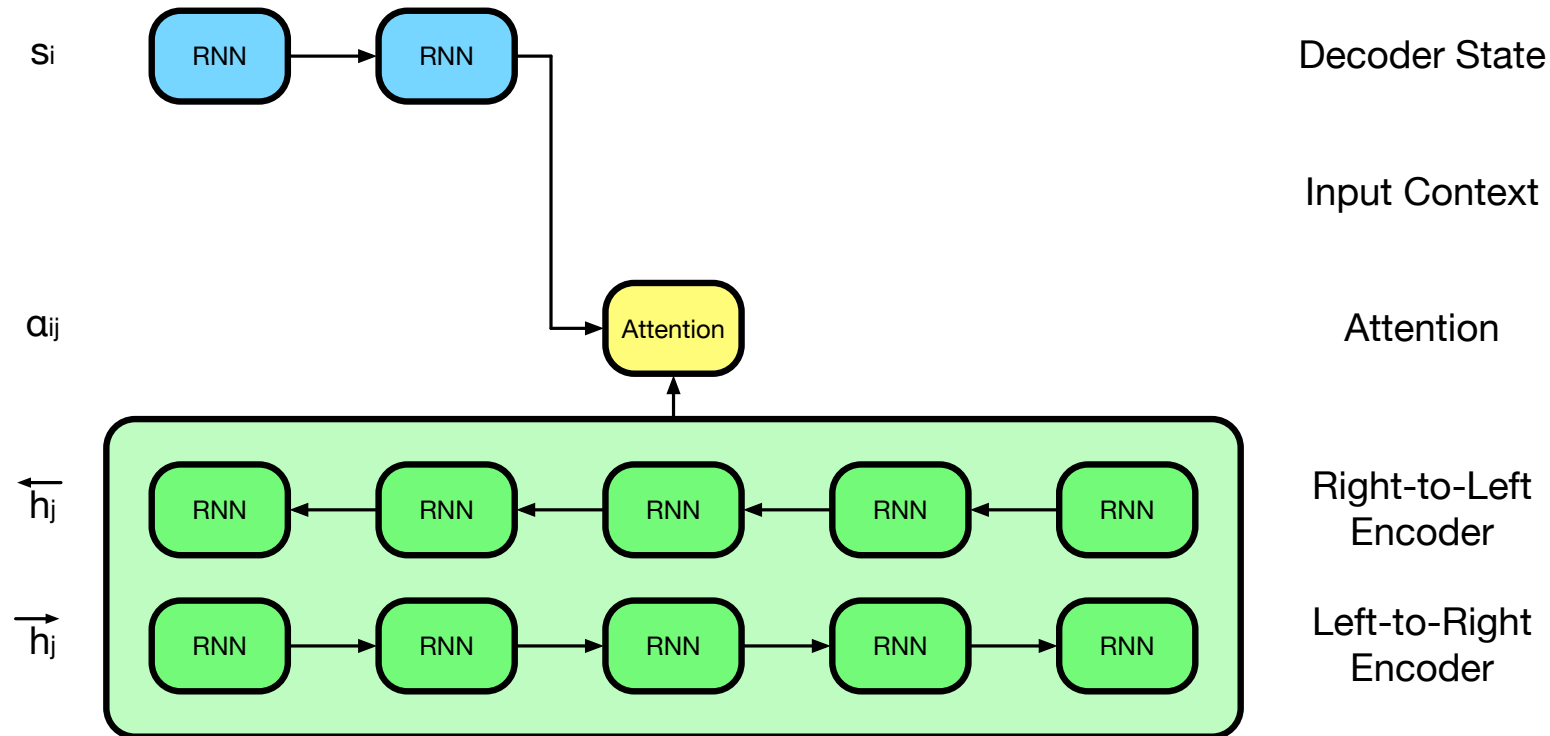 si RNN RNN Decoder State
Input Context
αij Attention Attention
hj RNN RNN RNN RNN RNN Right-to-Left
Encoder
hj RNN RNN RNN RNN RNN Left-to-Right
Encoder